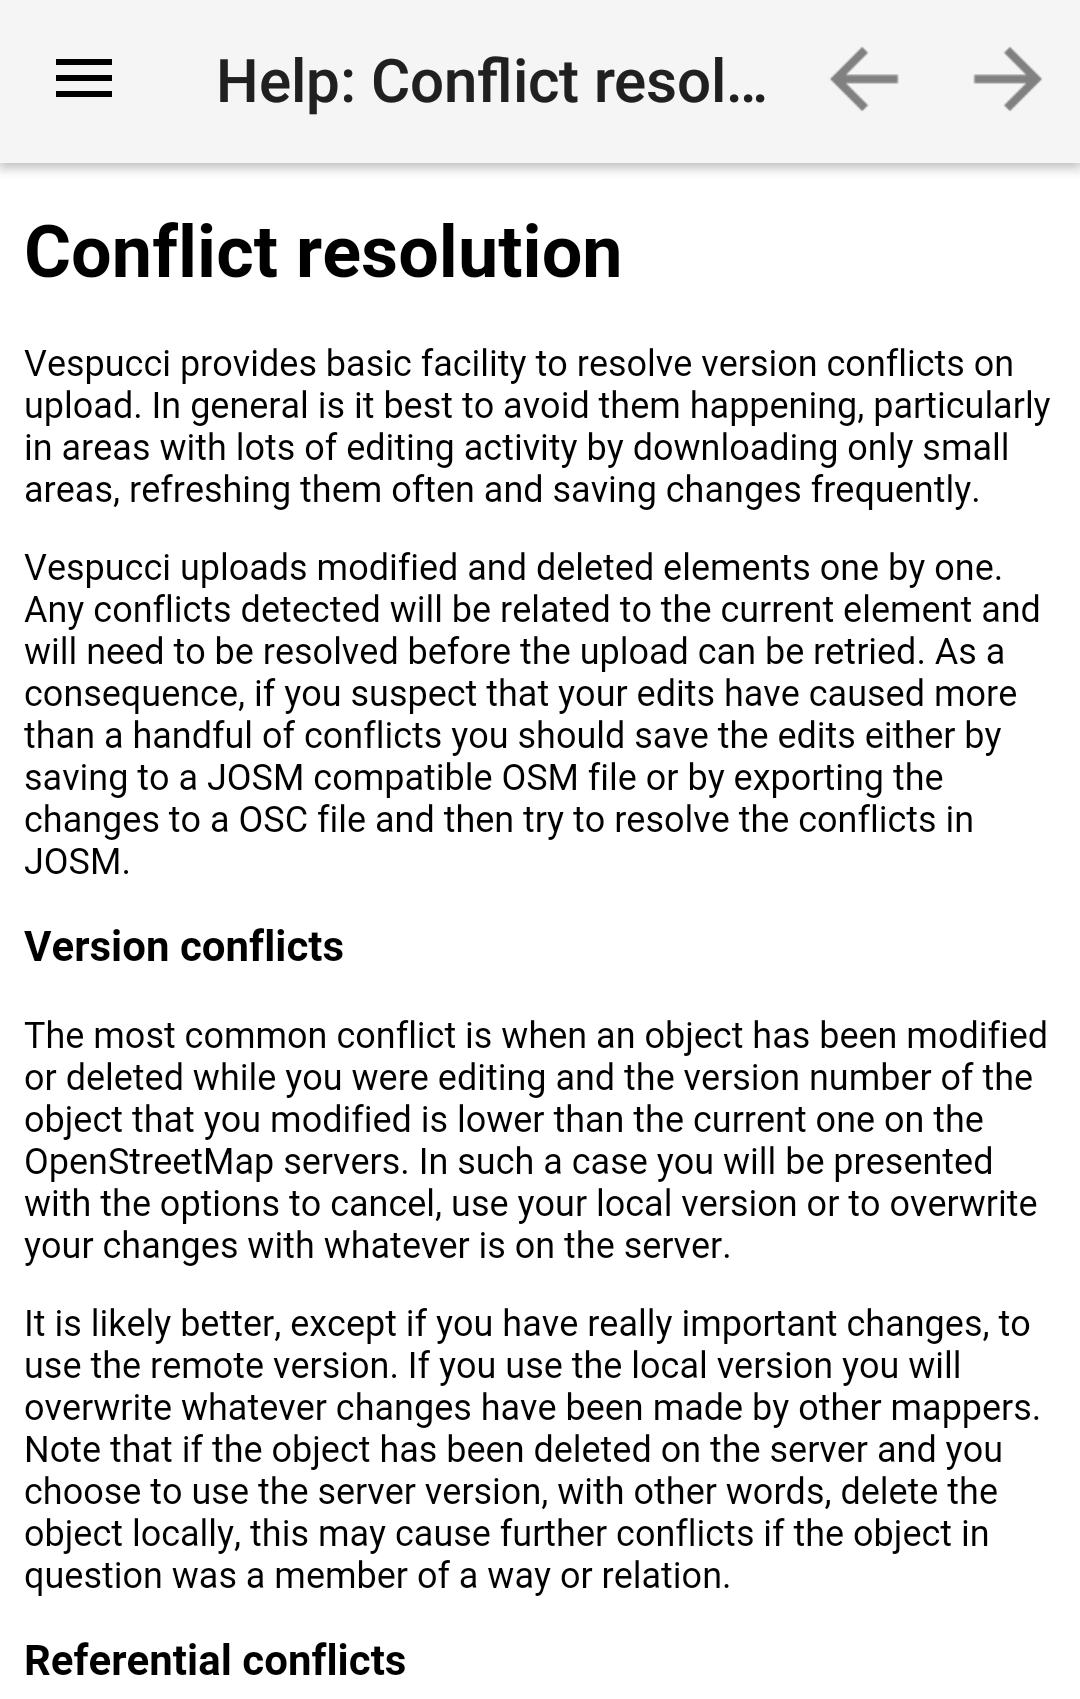 Help: Conflict resol...
Conflict resolution
Vespucci provides basic facility to resolve version conflicts on
upload. In general is it best to avoid them happening, particularly
in areas with lots of editing activity by downloading only small
areas, refreshing them often and saving changes frequently.
Vespucci uploads modified and deleted elements one by one.
Any conflicts detected will be related to the current element and
will need to be resolved before the upload can be retried. As a
consequence, if you suspect that your edits have caused more
than a handful of conflicts you should save the edits either by
saving to a JOSM compatible OSM file or by exporting the
changes to a OSC file and then try to resolve the conflicts in
JOSM.
Version conflicts
The most common conflict is when an object has been modified
or deleted while you were editing and the version number of the
object that you modified is lower than the current one on the
OpenStreetMap servers. In such a case you will be presented
with the options to cancel, use your local version or to overwrite
your changes with whatever is on the server.
It is likely better, except if you have really important changes, to
use the remote version. If you use the local version you will
overwrite whatever changes have been made by other mappers.
Note that if the object has been deleted on the server and you
choose to use the server version, with other words, delete the
object locally, this may cause further conflicts if the object in
question was a member of a way or relation.
Referential conflicts